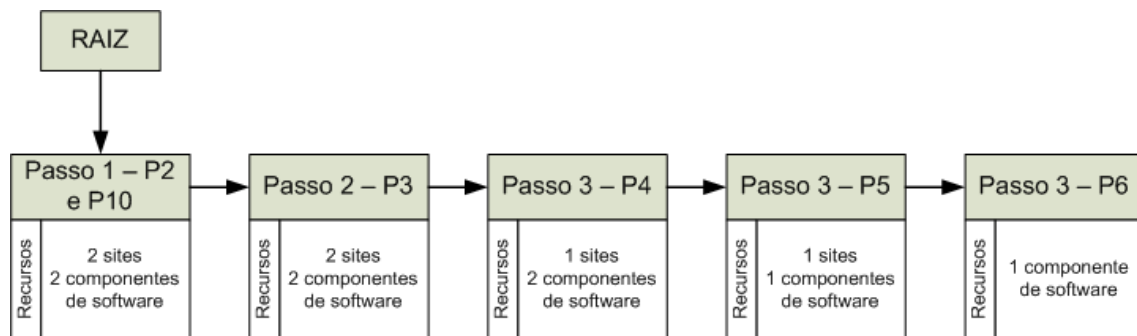 RAIZ
Passo 1 – P2
e P10
Recursos
2 sites
2 componentes
de software
Passo 2 – P3
Recursos
2 sites
2 componentes
de software
Passo 3 – P4
Recursos
1 sites
2 componentes
de software
Passo 3 – P5
Recursos
1 sites
1 componentes
de software
Passo 3 – P6
Recursos
1 componente
de software